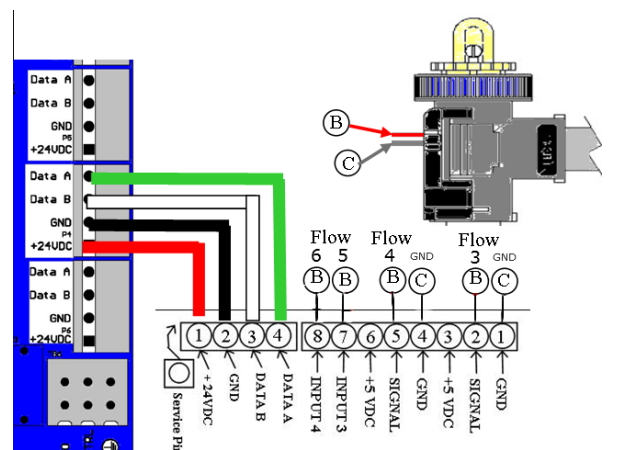 Data A
Data B
GND
P6
+24VDC
Data A
Data B
GND
P4
+24VDC
Data A
Data B
GND
P6
+24VDC
B
C
Flow 6
Flow 5
Flow 4
GND
Flow 3
GND
B
B
B
C
B
C
1
2
3
4
8
7
6
5
4
3
2
1
Service Pin
+ 24VDC
GND
DATA B
DATA A
INPUT 4
INPUT 3
+5 VDC
SIGNAL
GND
+5 VDC
SIGNAL
GND